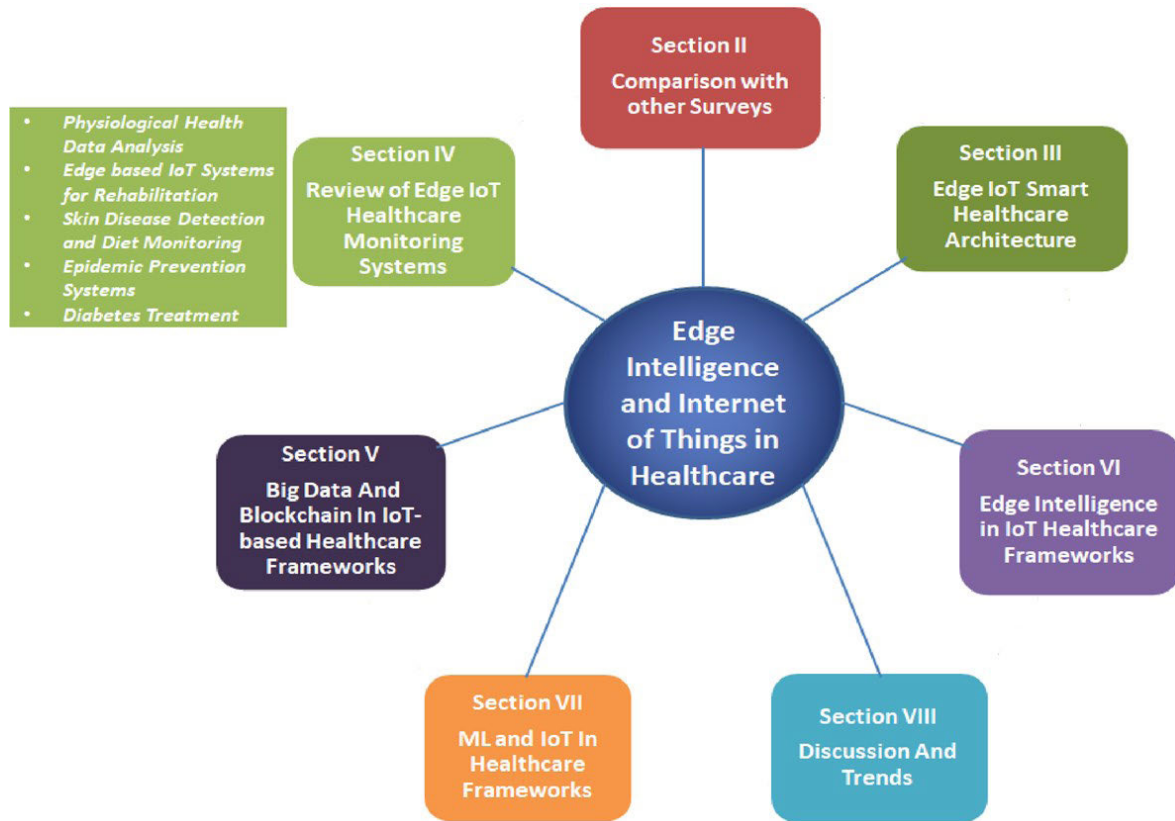 Section II
Comparison with
other Surveys
• Physiological Health
Data Analysis
• Edge based IoT Systems
for Rehabilitation
• Skin Disease Detection
and Diet Monitoring
• Epidemic Prevention
Systems
• Diabetes Treatment
Section IV
Review of Edge IoT
Healthcare
Monitoring
Systems
Section III
Edge IoT Smart
Healthcare
Architecture
Edge
Intelligence
and Internet
of Things in
Healthcare
Section V
Big Data And
Blockchain In IoT-
based Healthcare
Frameworks
Section VI
Edge Intelligence
in IoT Healthcare
Frameworks
Section VII
ML and IoT In
Healthcare
Frameworks
Section VIII
Discussion And
Trends